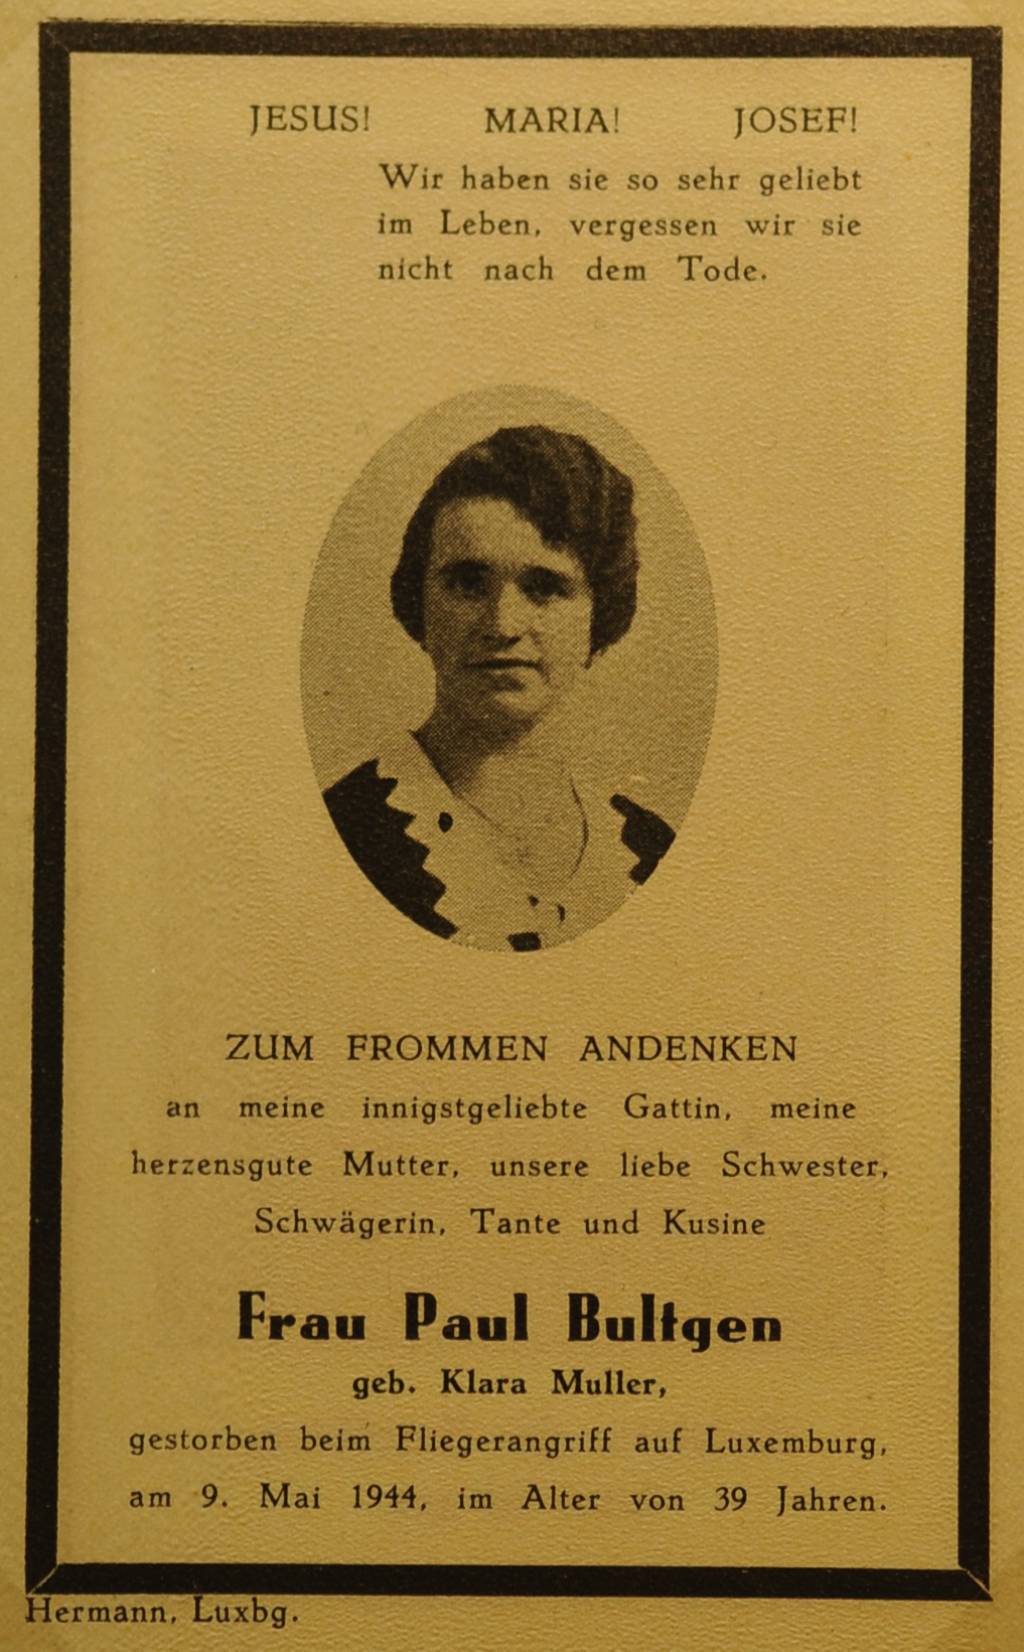 JESUS! MARIA! JOSEF!
Wir haben sie so sehr geliebt
im Leben, vergessen wir sie
nicht nach dem Tode.
ZUM FROMMEN ANDENKEN
an meine innigstgeliebte Gattin, meine
herzensgute Mutter, unsere liebe Schwester,
Schwägerin, Tante und Kusine
Frau Paul Bultgen
geb. Klara Muller,
gestorben beim Fliegerangriff auf Luxemburg,
am 9. Mai 1944, im Alter von 39 Jahren.
Hermann, Luxbg.